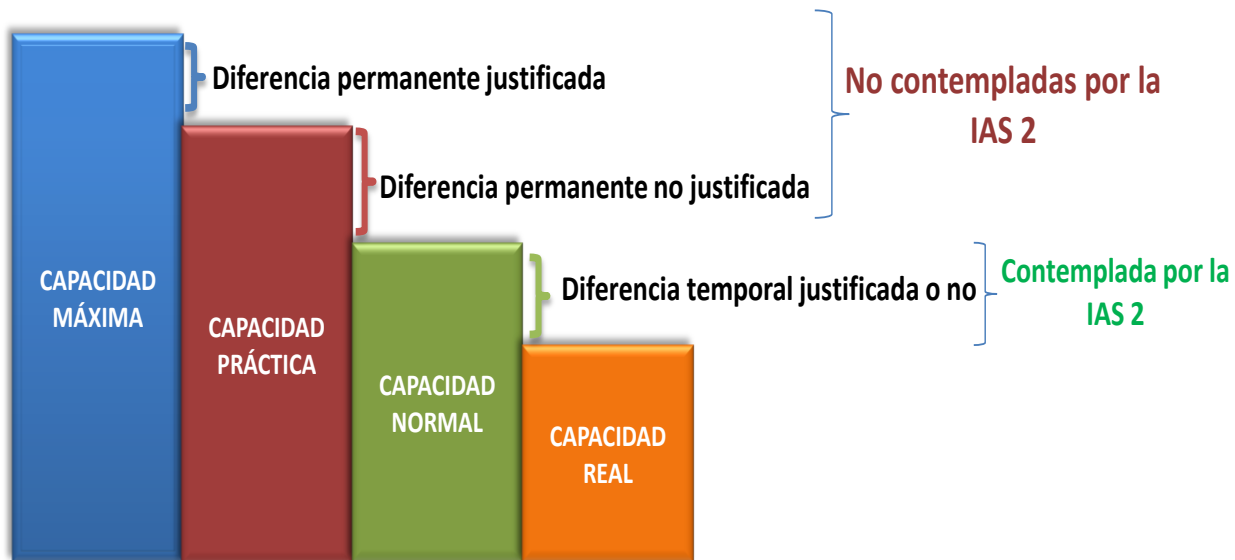 Diferencia permanente justificada
No contempladas por la
IAS 2
Diferencia permanente no justificada
Diferencia temporal justificada o no
Contemplada por la
IAS 2
CAPACIDAD
MÁXIMA
CAPACIDAD
PRÁCTICA
CAPACIDAD
NORMAL
CAPACIDAD
REAL